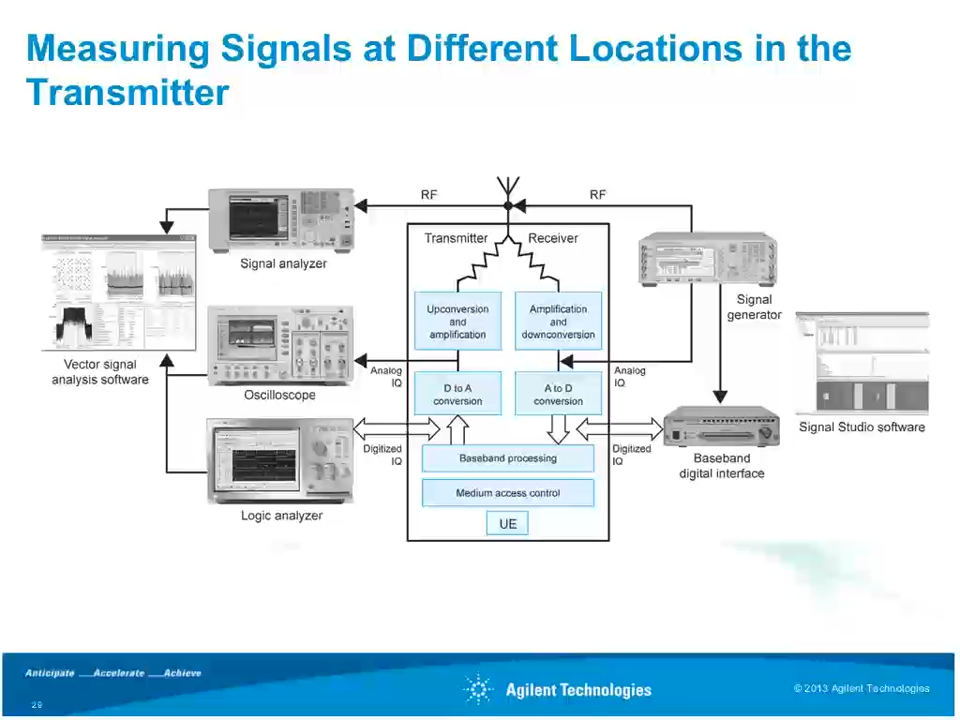 Measuring Signals at Different Locations in the
Transmitter
RF
RF
Transmitter
Receiver
Signal analyzer
Upconversion
and
amplification
Amplification
and
downconversion
Signal
generator
Vector signal
analysis software
Analog
IQ
Analog
IQ
Oscilloscope
D to A
conversion
A to D
conversion
Signal Studio software
Digitized
IQ
Digitized
IQ
Baseband processing
Baseband
digital interface
Medium access control
Logic analyzer
UE
Anticipate __Accelerate __Achieve
Agilent Technologies
© 2013 Agilent Technologies
29